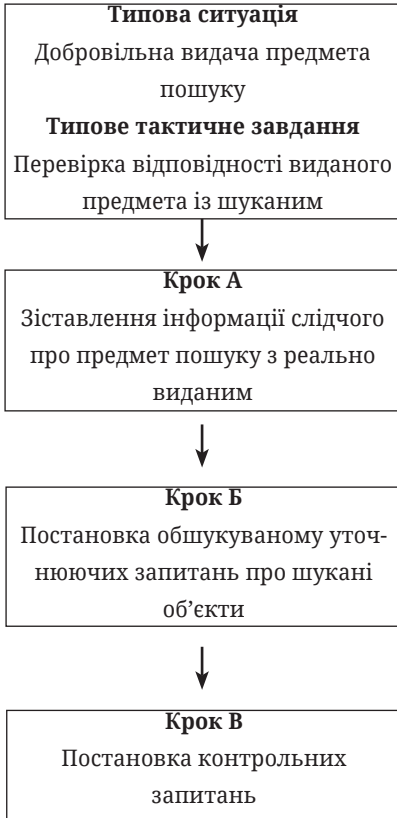 Типова ситуація
Добровільна видача предмета
пошуку
Типове тактичне завдання
Перевірка відповідності виданого
предмета із шуканим
Крок А
Зіставлення інформації слідчого
про предмет пошуку з реально
виданим
Крок Б
Постановка обшукуваному уточ-
нюючих запитань про шукані
об’єкти
Крок В
Постановка контрольних
запитань